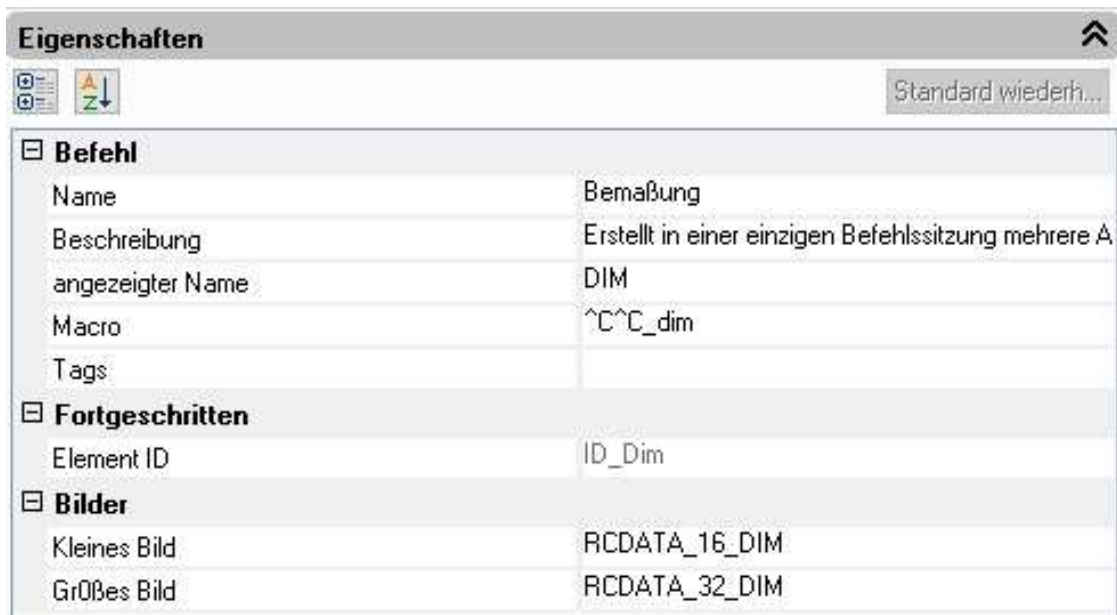 Eigenschaften
Standard wiederh...
Befehl
Name Bemaßung
Beschreibung Erstellt in einer einzigen Befehlssitzung mehrere A
angezeigter Name DIM
Macro ^C^C_dim
Tags
Fortgeschritten
Element ID ID_Dim
Bilder
Kleines Bild RCDATA_16_DIM
Gr0ßes Bild RCDATA_32_DIM